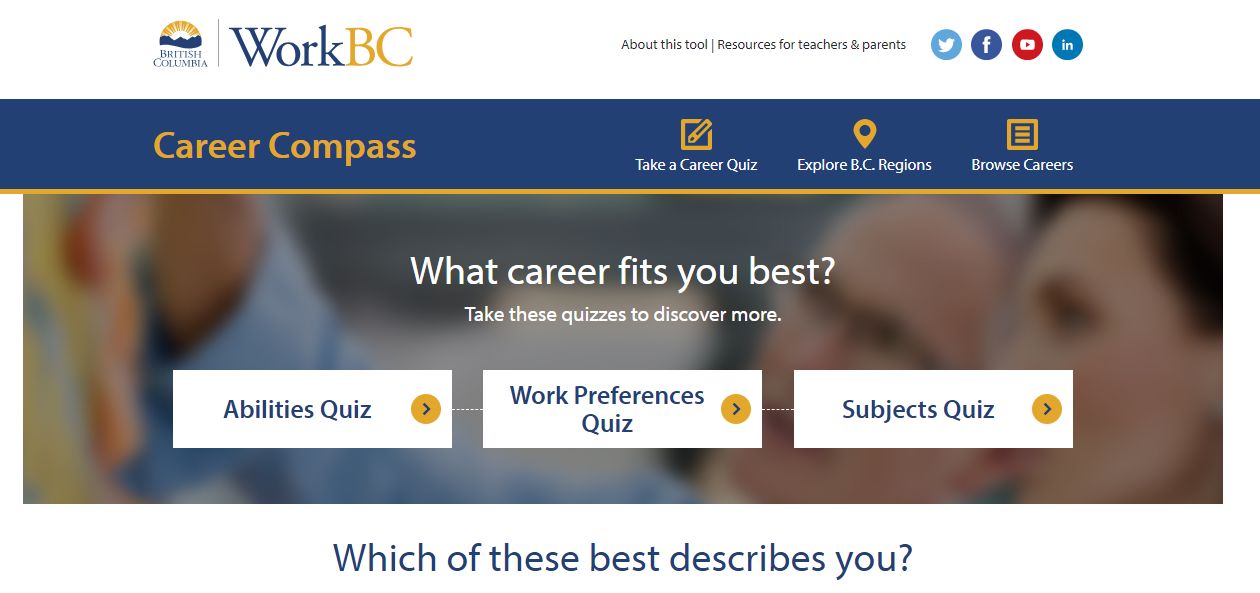 BRITISH
COLUMBIA
WorkBC
About this tool | Resources for teachers & parents
f
in
Career Compass
Take a Career Quiz
Explore B.C. Regions
Browse Careers
What career fits you best?
Take these quizzes to discover more.
Abilities Quiz
Work Preferences
Quiz
Subjects Quiz
Which of these best describes you?